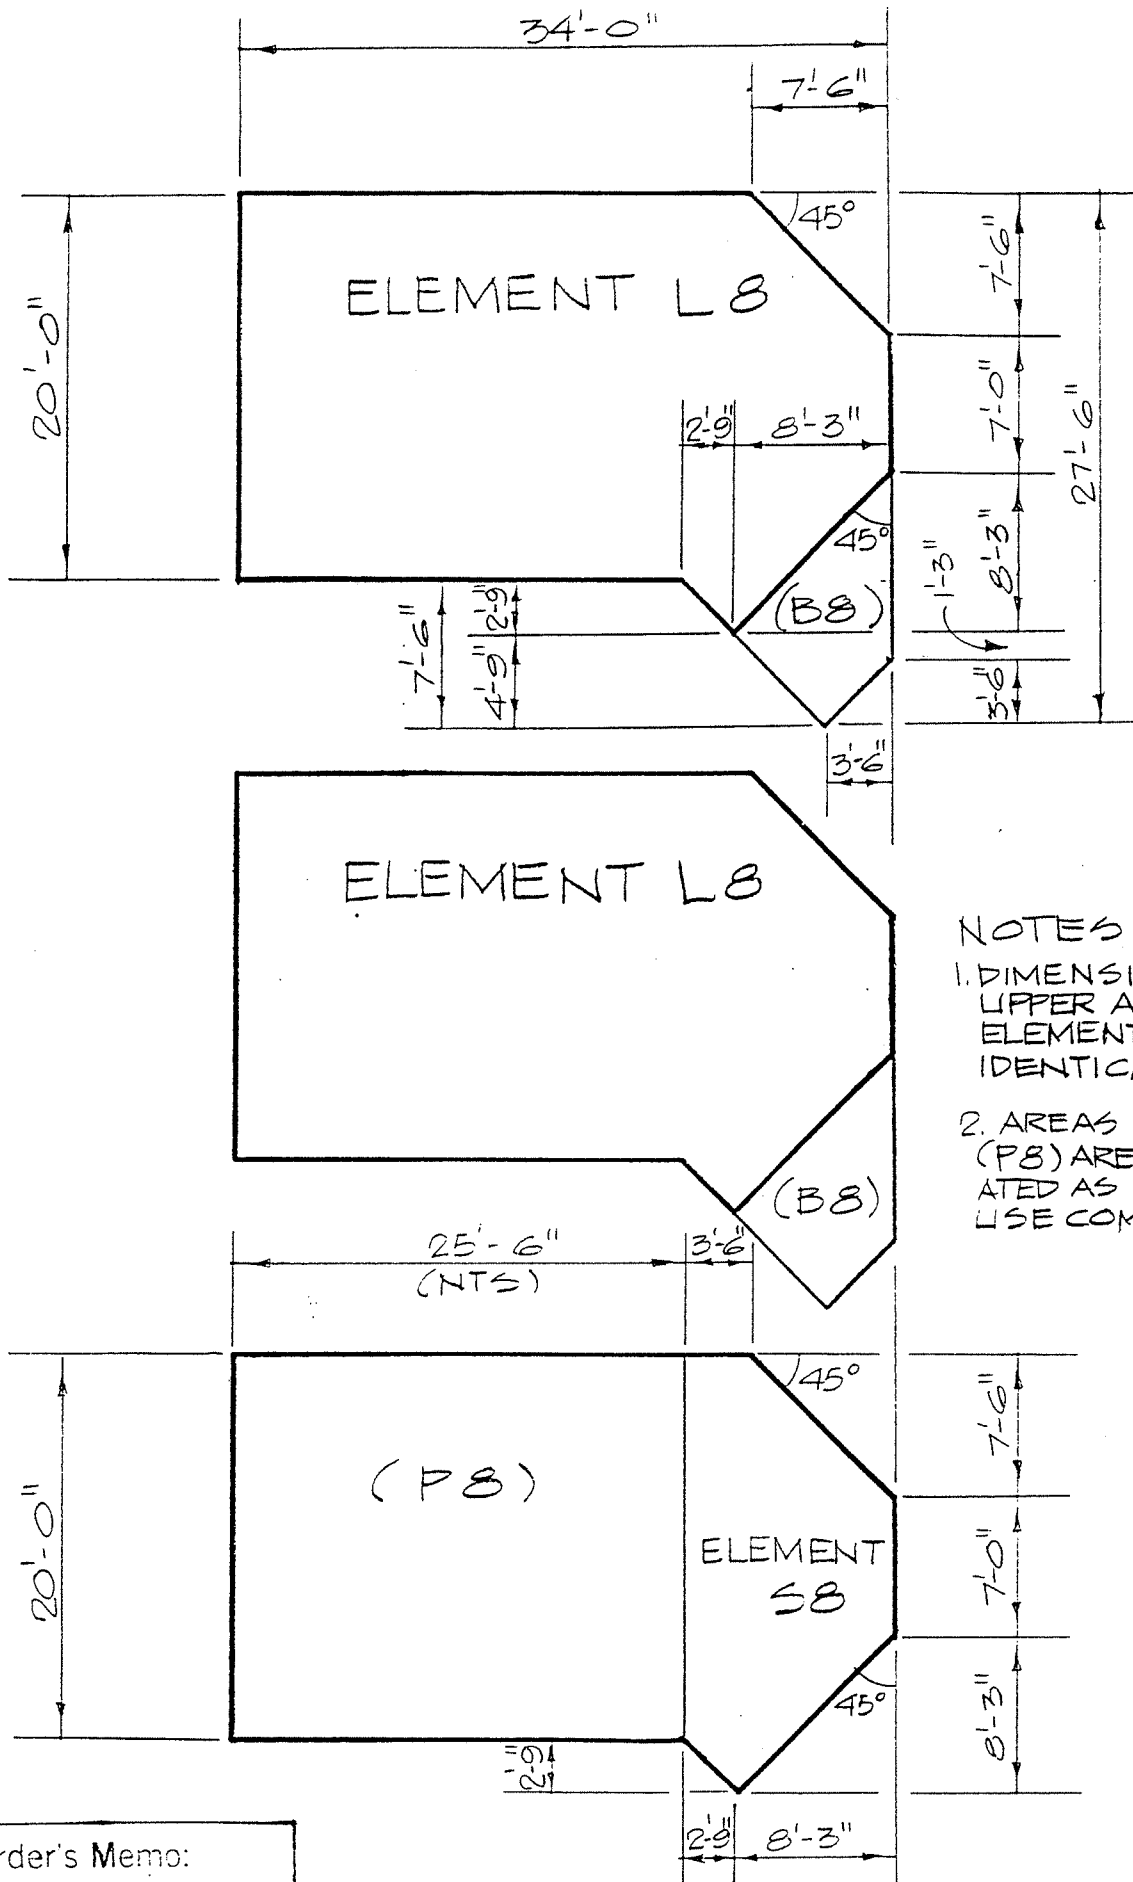 34'-0"
7'-6"
45°
20'-0"
ELEMENT L8
7'-6"
7'-0"
27'-6"
2'-9" 8'-3"
45°
8'-3"
1'-3"
(B8)
7'-6"
2'-9"
4'-9"
3'-6"
3'-6"
ELEMENT L8
(B8)
NOTES
1. DIMENSI
UPPER A
ELEMENT
IDENTICA
2. AREAS
(P8) ARE
ATED AS
USE COM
25'-6"
(NTS)
3'-6"
45°
20'-0"
(P8)
7'-6"
ELEMENT
S8
7'-0"
45°
8'-3"
2'-9"
2'-9" 8'-3"
rder's Memo: